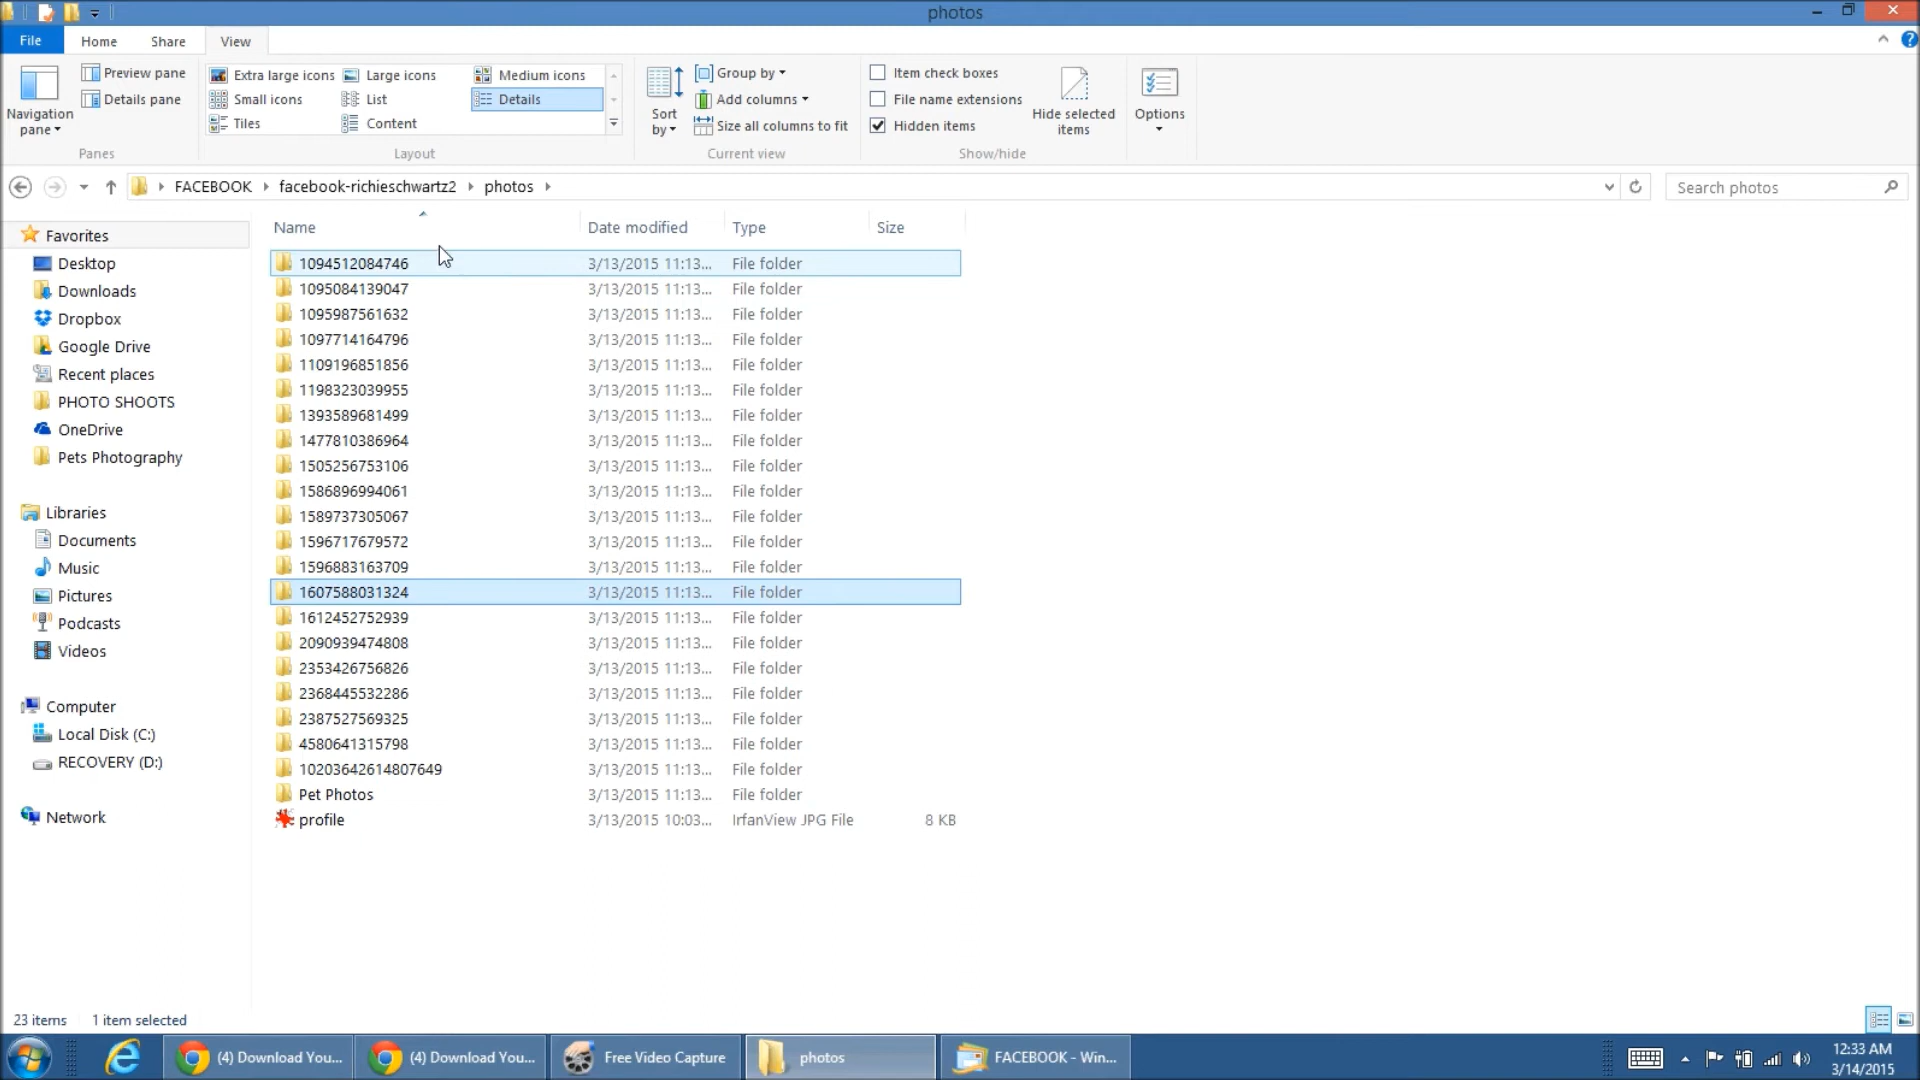 photos
File Home Share View
Navigation pane
Preview pane
Details pane
Panes
Extra large icons Large icons Medium icons
Small icons List Details
Tiles Content
Layout
Sort by
Group by
Add columns
Size all columns to fit
Current view
Item check boxes
File name extensions
Hidden items
Hide selected items
Show/hide
Options
FACEBOOK facebook-richieschwartz2 photos
Search photos
Favorites
Desktop
Downloads
Dropbox
Google Drive
Recent places
PHOTO SHOOTS
OneDrive
Pets Photography
Libraries
Documents
Music
Pictures
Podcasts
Videos
Computer
Local Disk (C:)
RECOVERY (D:)
Network
Name Date modified Type Size
1094512084746 3/13/2015 11:13... File folder
1095084139047 3/13/2015 11:13... File folder
1095987561632 3/13/2015 11:13... File folder
1097714164796 3/13/2015 11:13... File folder
1109196851856 3/13/2015 11:13... File folder
1198323039955 3/13/2015 11:13... File folder
1393589681499 3/13/2015 11:13... File folder
1477810386964 3/13/2015 11:13... File folder
1505256753106 3/13/2015 11:13... File folder
1586896994061 3/13/2015 11:13... File folder
1589737305067 3/13/2015 11:13... File folder
1596717679572 3/13/2015 11:13... File folder
1596883163709 3/13/2015 11:13... File folder
1607588031324 3/13/2015 11:13... File folder
1612452752939 3/13/2015 11:13... File folder
2090939474808 3/13/2015 11:13... File folder
2353426756826 3/13/2015 11:13... File folder
2368445532286 3/13/2015 11:13... File folder
2387527569325 3/13/2015 11:13... File folder
4580641315798 3/13/2015 11:13... File folder
10203642614807649 3/13/2015 11:13... File folder
Pet Photos 3/13/2015 11:13... File folder
profile 3/13/2015 10:03... IrfanView JPG File 8 KB
23 items 1 item selected
(4) Download You... (4) Download You... Free Video Capture photos FACEBOOK - Win...
12:33 AM
3/14/2015